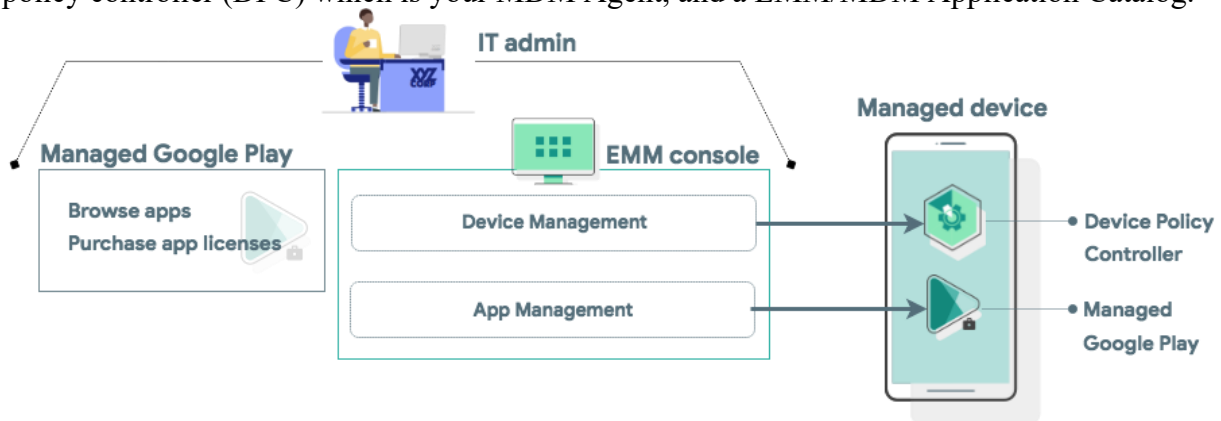 policy controller (DPC) which is your MDM Agent, and a EMM/MDM Application Catalog.
IT admin
XYZ
CORP
Managed Google Play
Browse apps
Purchase app licenses
EMM console
Device Management
App Management
Managed device
Device Policy
Controller
Managed
Google Play